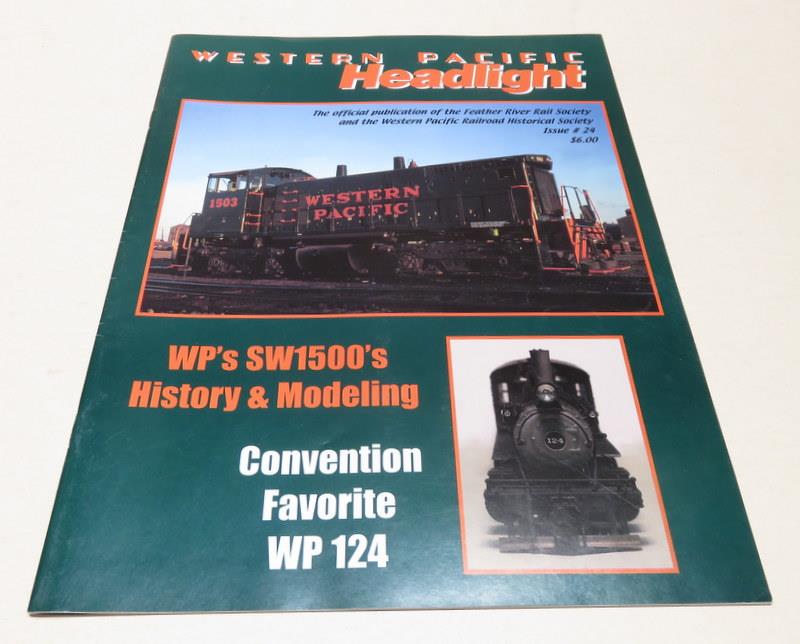 WESTERN PACIFIC
Headlight
The official publication of the Feather River Rail Society
and the Western Pacific Railroad Historical Society
Issue # 24
$6.00
1503
WESTERN
PACIFIC
WP's SW1500's
History & Modeling
Convention
Favorite
WP 124
124